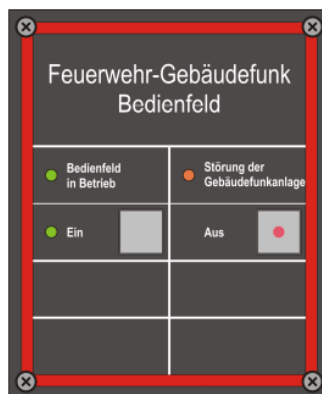 Feuerwehr-Gebäudefunk
Bedienfeld
Bedienfeld
in Betrieb
Störung der
Gebäudefunkanlage
Ein
Aus